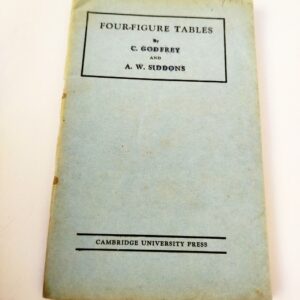 FOUR-FIGURE TABLES
By
C. GODFREY
AND
A. W. SIDDONS
CAMBRIDGE UNIVERSITY PRESS